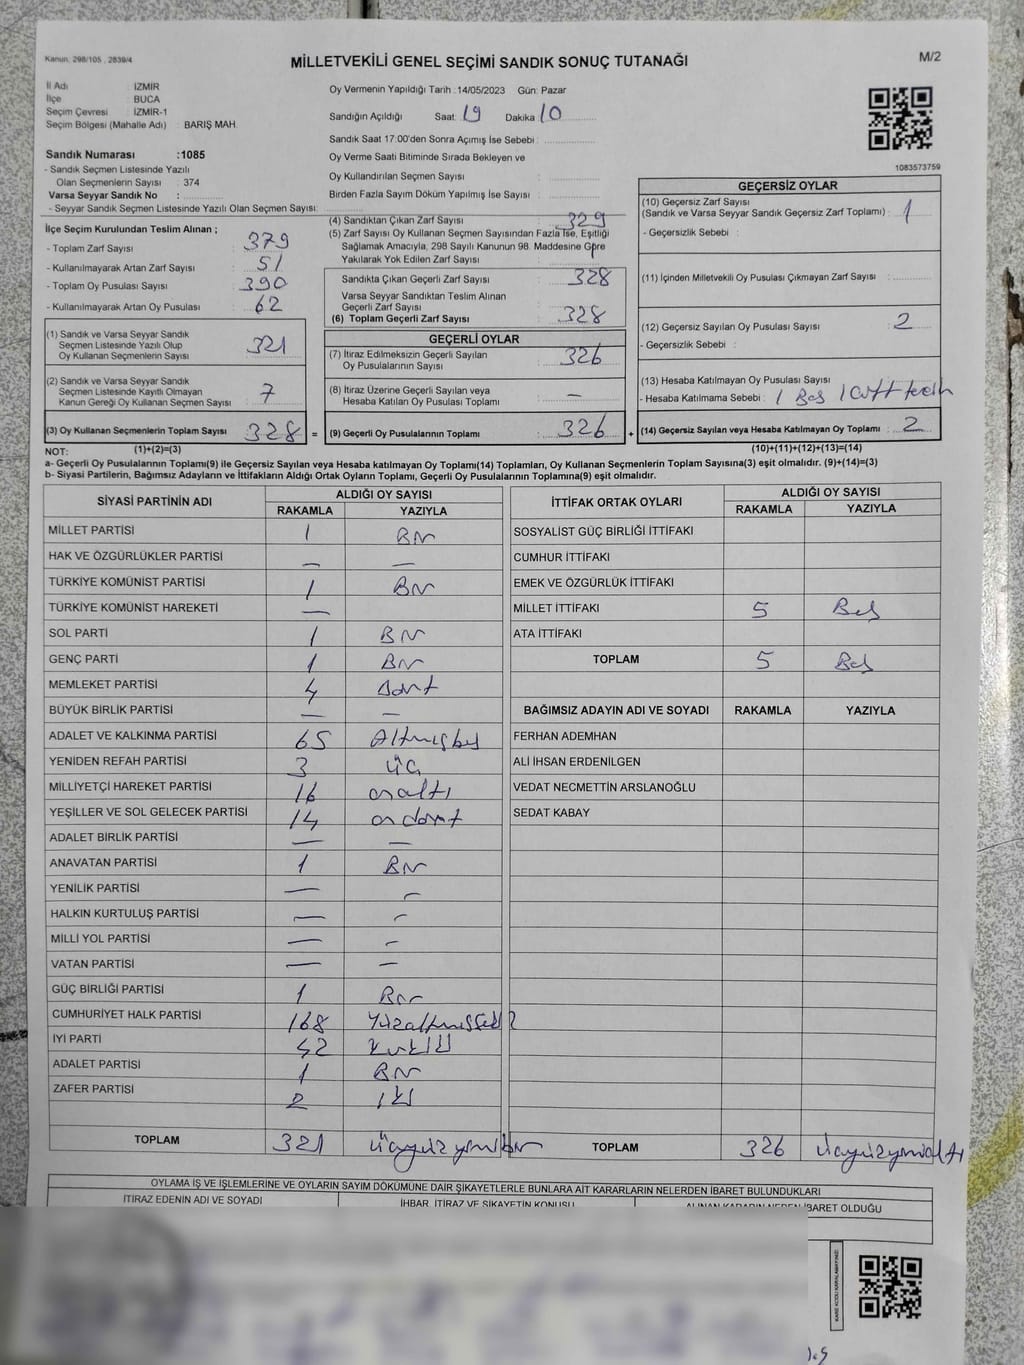 Kanun, 298/105 , 2839/4
MİLLETVEKİLİ GENEL SEÇİMİ SANDIK SONUÇ TUTANAĞI
M/2
İl Adı : İZMİR
İlçe : BUCA
Seçim Çevresi : İZMİR-1
Seçim Bölgesi (Mahalle Adı) : BARIŞ MAH.
Sandık Numarası :1085
- Sandık Seçmen Listesinde Yazılı
Olan Seçmenlerin Sayısı : 374
Varsa Seyyar Sandık No :
- Seyyar Sandık Seçmen Listesinde Yazılı Olan Seçmen Sayısı:
Oy Vermenin Yapıldığı Tarih :14/05/2023 Gün: Pazar
Sandığın Açıldığı Saat: 19 Dakika 10
Sandık Saat 17:00'den Sonra Açımış İse Sebebi :
Oy Verme Saati Bitiminde Sırada Bekleyen ve
Oy Kullandırılan Seçmen Sayısı :
Birden Fazla Sayım Döküm Yapılmış İse Sayısı :
1083573759
İlçe Seçim Kurulundan Teslim Alınan ;
- Toplam Zarf Sayısı : 379
- Kullanılmayarak Artan Zarf Sayısı : 51
- Toplam Oy Pusulası Sayısı : 390
- Kullanılmayarak Artan Oy Pusulası : 62
(1) Sandık ve Varsa Seyyar Sandık
Seçmen Listesinde Yazılı Olup
Oy Kullanan Seçmenlerin Sayısı : 321
(2) Sandık ve Varsa Seyyar Sandık
Seçmen Listesinde Kayıtlı Olmayan
Kanun Gereği Oy Kullanan Seçmen Sayısı : 7
(3) Oy Kullanan Seçmenlerin Toplam Sayısı : 328 =
(4) Sandıktan Çıkan Zarf Sayısı : 329
(5) Zarf Sayısı Oy Kullanan Seçmen Sayısından Fazla İse, Eşitliği
Sağlamak Amacıyla, 298 Sayılı Kanunun 98. Maddesine Göre
Yakılarak Yok Edilen Zarf Sayısı :
Sandıkta Çıkan Geçerli Zarf Sayısı : 328
Varsa Seyyar Sandıktan Teslim Alınan
Geçerli Zarf Sayısı :
(6) Toplam Geçerli Zarf Sayısı : 328
GEÇERLİ OYLAR
(7) İtiraz Edilmeksizin Geçerli Sayılan
Oy Pusulalarının Sayısı : 326
(8) İtiraz Üzerine Geçerli Sayılan veya
Hesaba Katılan Oy Pusulası Toplamı : –
(9) Geçerli Oy Pusulalarının Toplamı : 326 +
GEÇERSİZ OYLAR
(10) Geçersiz Zarf Sayısı
(Sandık ve Varsa Seyyar Sandık Geçersiz Zarf Toplamı) : 1
- Geçersizlik Sebebi :
(11) İçinden Milletvekili Oy Pusulası Çıkmayan Zarf Sayısı :
(12) Geçersiz Sayılan Oy Pusulası Sayısı : 2
- Geçersizlik Sebebi :
(13) Hesaba Katılmayan Oy Pusulası Sayısı :
- Hesaba Katılmama Sebebi : 1 Boş 1 Çift tercih
(14) Geçersiz Sayılan veya Hesaba Katılmayan Oy Toplamı : 2
NOT: (1)+(2)=(3) (10)+(11)+(12)+(13)=(14)
a- Geçerli Oy Pusulalarının Toplamı(9) ile Geçersiz Sayılan veya Hesaba katılmayan Oy Toplamı(14) Toplamları, Oy Kullanan Seçmenlerin Toplam Sayısına(3) eşit olmalıdır. (9)+(14)=(3)
b- Siyasi Partilerin, Bağımsız Adayların ve İttifakların Aldığı Ortak Oyların Toplamı, Geçerli Oy Pusulalarının Toplamına(9) eşit olmalıdır.
SİYASİ PARTİNİN ADI ALDIĞI OY SAYISI
RAKAMLA YAZIYLA
MİLLET PARTİSİ 1 Bir
HAK VE ÖZGÜRLÜKLER PARTİSİ – –
TÜRKİYE KOMÜNİST PARTİSİ 1 Bir
TÜRKİYE KOMÜNİST HAREKETİ –
SOL PARTİ 1 Bir
GENÇ PARTİ 1 Bir
MEMLEKET PARTİSİ 4 Dört
BÜYÜK BİRLİK PARTİSİ – –
ADALET VE KALKINMA PARTİSİ 65 Altmışbeş
YENİDEN REFAH PARTİSİ 3 Üç
MİLLİYETÇİ HAREKET PARTİSİ 16 onaltı
YEŞİLLER VE SOL GELECEK PARTİSİ 14 ondört
ADALET BİRLİK PARTİSİ – –
ANAVATAN PARTİSİ 1 Bir
YENİLİK PARTİSİ – –
HALKIN KURTULUŞ PARTİSİ – –
MİLLİ YOL PARTİSİ – –
VATAN PARTİSİ – –
GÜÇ BİRLİĞİ PARTİSİ 1 Bir
CUMHURİYET HALK PARTİSİ 168 Yüzaltmışsekiz
İYİ PARTİ 42 Kırkiki
ADALET PARTİSİ 1 Bir
ZAFER PARTİSİ 2 iki
TOPLAM 321 üçyüzyirmibir
İTTİFAK ORTAK OYLARI ALDIĞI OY SAYISI
RAKAMLA YAZIYLA
SOSYALİST GÜÇ BİRLİĞİ İTTİFAKI
CUMHUR İTTİFAKI
EMEK VE ÖZGÜRLÜK İTTİFAKI
MİLLET İTTİFAKI 5 Beş
ATA İTTİFAKI
TOPLAM 5 Beş
BAĞIMSIZ ADAYIN ADI VE SOYADI RAKAMLA YAZIYLA
FERHAN ADEMHAN
ALİ İHSAN ERDENİLGEN
VEDAT NECMETTİN ARSLANOĞLU
SEDAT KABAY
TOPLAM 326 üçyüzyirmialtı
OYLAMA İŞ VE İŞLEMLERİNE VE OYLARIN SAYIM DÖKÜMÜNE DAİR ŞİKAYETLERLE BUNLARA AİT KARARLARIN NELERDEN İBARET BULUNDUKLARI
İTİRAZ EDENİN ADI VE SOYADI İHBAR, İTİRAZ VE ŞİKAYETİN KONUSU ALINAN KARARIN NEDEN İBARET OLDUĞU